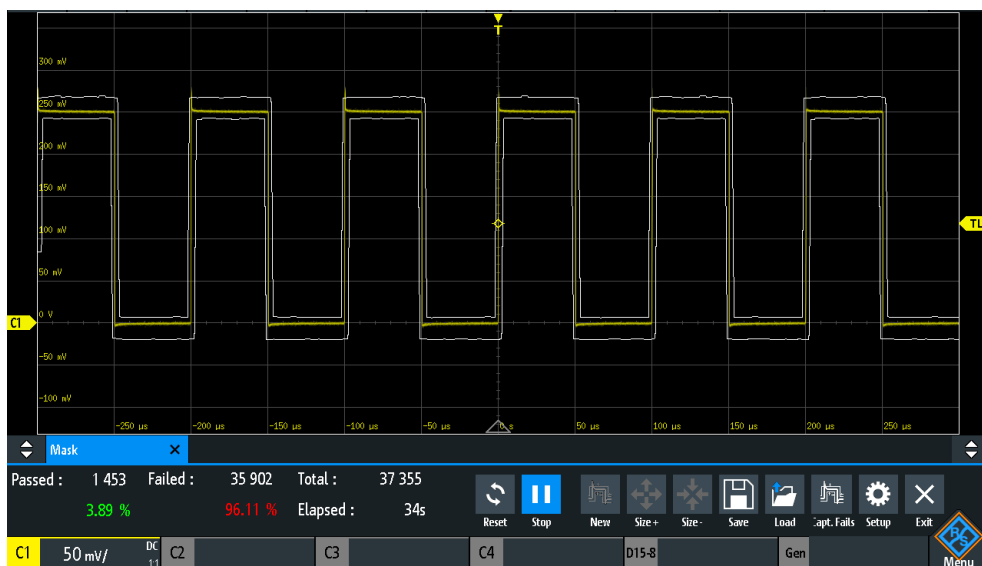 T
300 mV
250 mV
200 mV
150 mV
100 mV
50 mV
0 V
-50 mV
-100 mV
TL
C1
-250 µs -200 µs -150 µs -100 µs -50 µs 0 s 50 µs 100 µs 150 µs 200 µs 250 µs
Mask
Passed : 1 453 Failed : 35 902 Total : 37 355
3.89 % 96.11 % Elapsed : 34s
Reset Stop New Size + Size - Save Load Capt. Fails Setup Exit
C1 50 mV/ DC 1:1 C2 C3 C4 D15-8 Gen R&S Menu